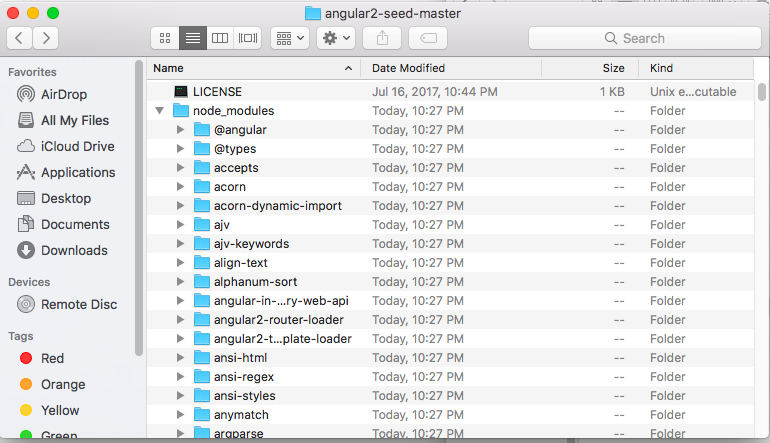 angular2-seed-master
Search
Favorites
AirDrop
All My Files
iCloud Drive
Applications
Desktop
Documents
Downloads
Devices
Remote Disc
Tags
Red
Orange
Yellow
Green
Name Date Modified Size Kind
LICENSE Jul 16, 2017, 10:44 PM 1 KB Unix e...cutable
node_modules Today, 10:27 PM -- Folder
@angular Today, 10:27 PM -- Folder
@types Today, 10:27 PM -- Folder
accepts Today, 10:27 PM -- Folder
acorn Today, 10:27 PM -- Folder
acorn-dynamic-import Today, 10:27 PM -- Folder
ajv Today, 10:27 PM -- Folder
ajv-keywords Today, 10:27 PM -- Folder
align-text Today, 10:27 PM -- Folder
alphanum-sort Today, 10:27 PM -- Folder
angular-in-...ry-web-api Today, 10:27 PM -- Folder
angular2-router-loader Today, 10:27 PM -- Folder
angular2-t...plate-loader Today, 10:27 PM -- Folder
ansi-html Today, 10:27 PM -- Folder
ansi-regex Today, 10:27 PM -- Folder
ansi-styles Today, 10:27 PM -- Folder
anymatch Today, 10:27 PM -- Folder
argparse Today, 10:27 PM -- Folder